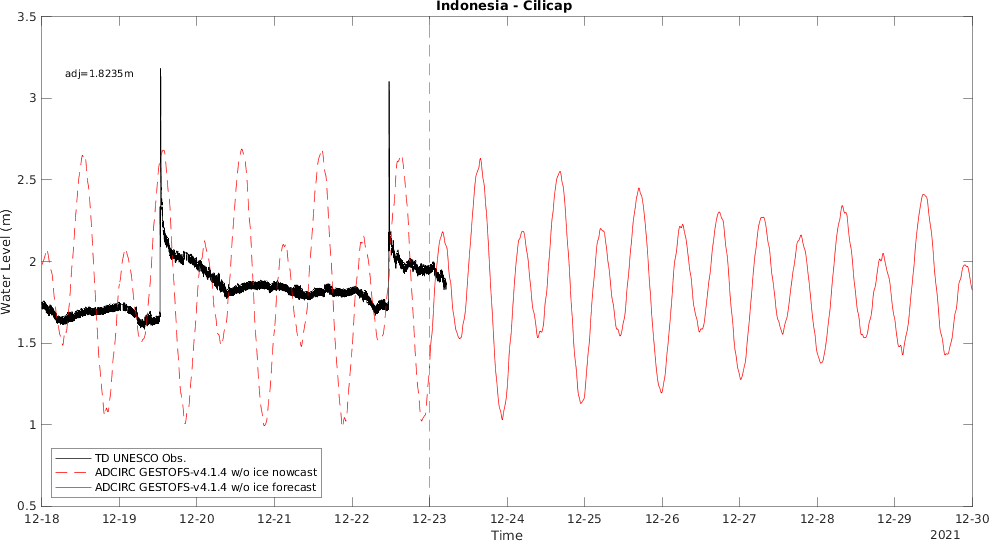 Indonesia - Cilicap
adj=1.8235m
3.5
3
2.5
2
1.5
1
0.5
Water Level (m)
TD UNESCO Obs.
ADCIRC GESTOFS-v4.1.4 w/o ice nowcast
ADCIRC GESTOFS-v4.1.4 w/o ice forecast
12-18 12-19 12-20 12-21 12-22 12-23 12-24 12-25 12-26 12-27 12-28 12-29 12-30
Time
2021